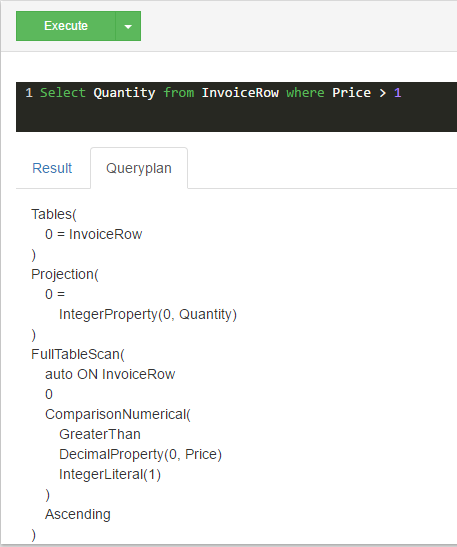 Execute
1 Select Quantity from InvoiceRow where Price > 1
Result Queryplan
Tables(
0 = InvoiceRow
)
Projection(
0 =
IntegerProperty(0, Quantity)
)
FullTableScan(
auto ON InvoiceRow
0
ComparisonNumerical(
GreaterThan
DecimalProperty(0, Price)
IntegerLiteral(1)
)
Ascending
)